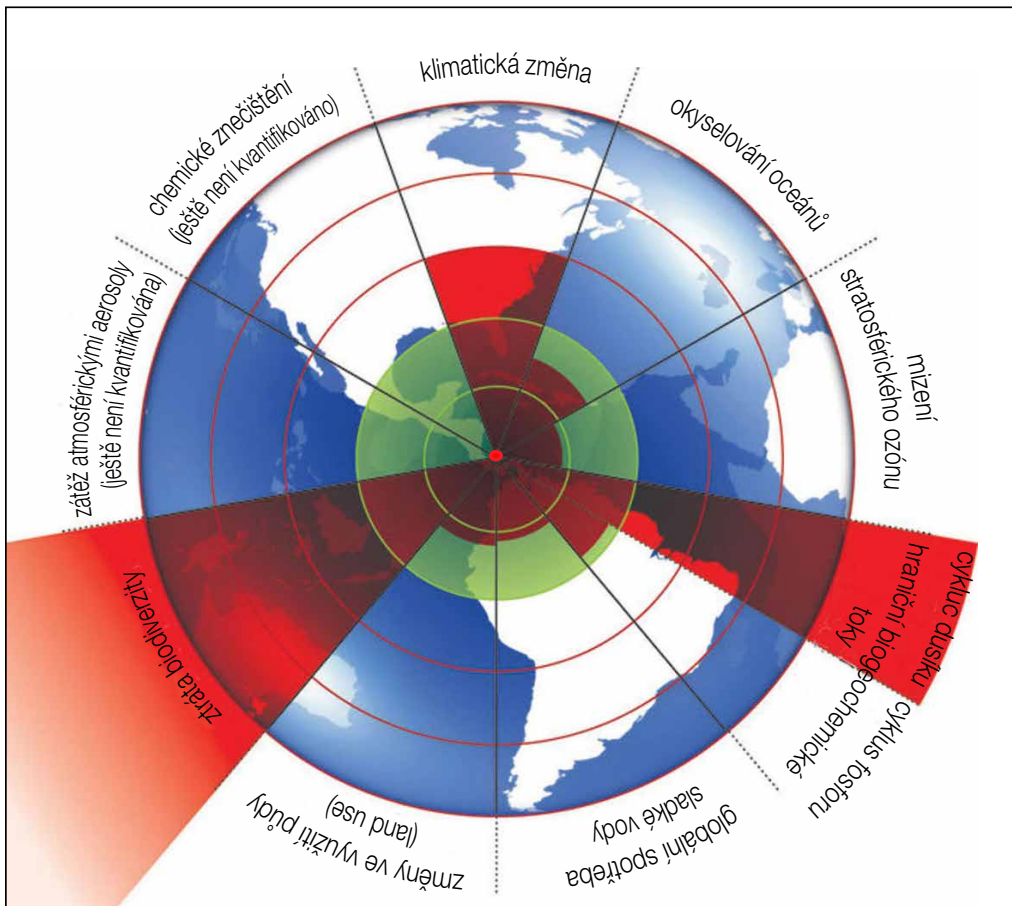 klimatická změna
okyselování oceánů
mizení
stratosférického ozónu
cykluc dusíku
hraniční biogeochemické
toky
cyklus fosforu
globální spotřeba
sladké vody
změny ve využití půdy
(land use)
ztráta biodiverzity
zátěž atmosférickými aerosoly
(ještě není kvantifikována)
chemické znečištění
(ještě není kvantifikováno)